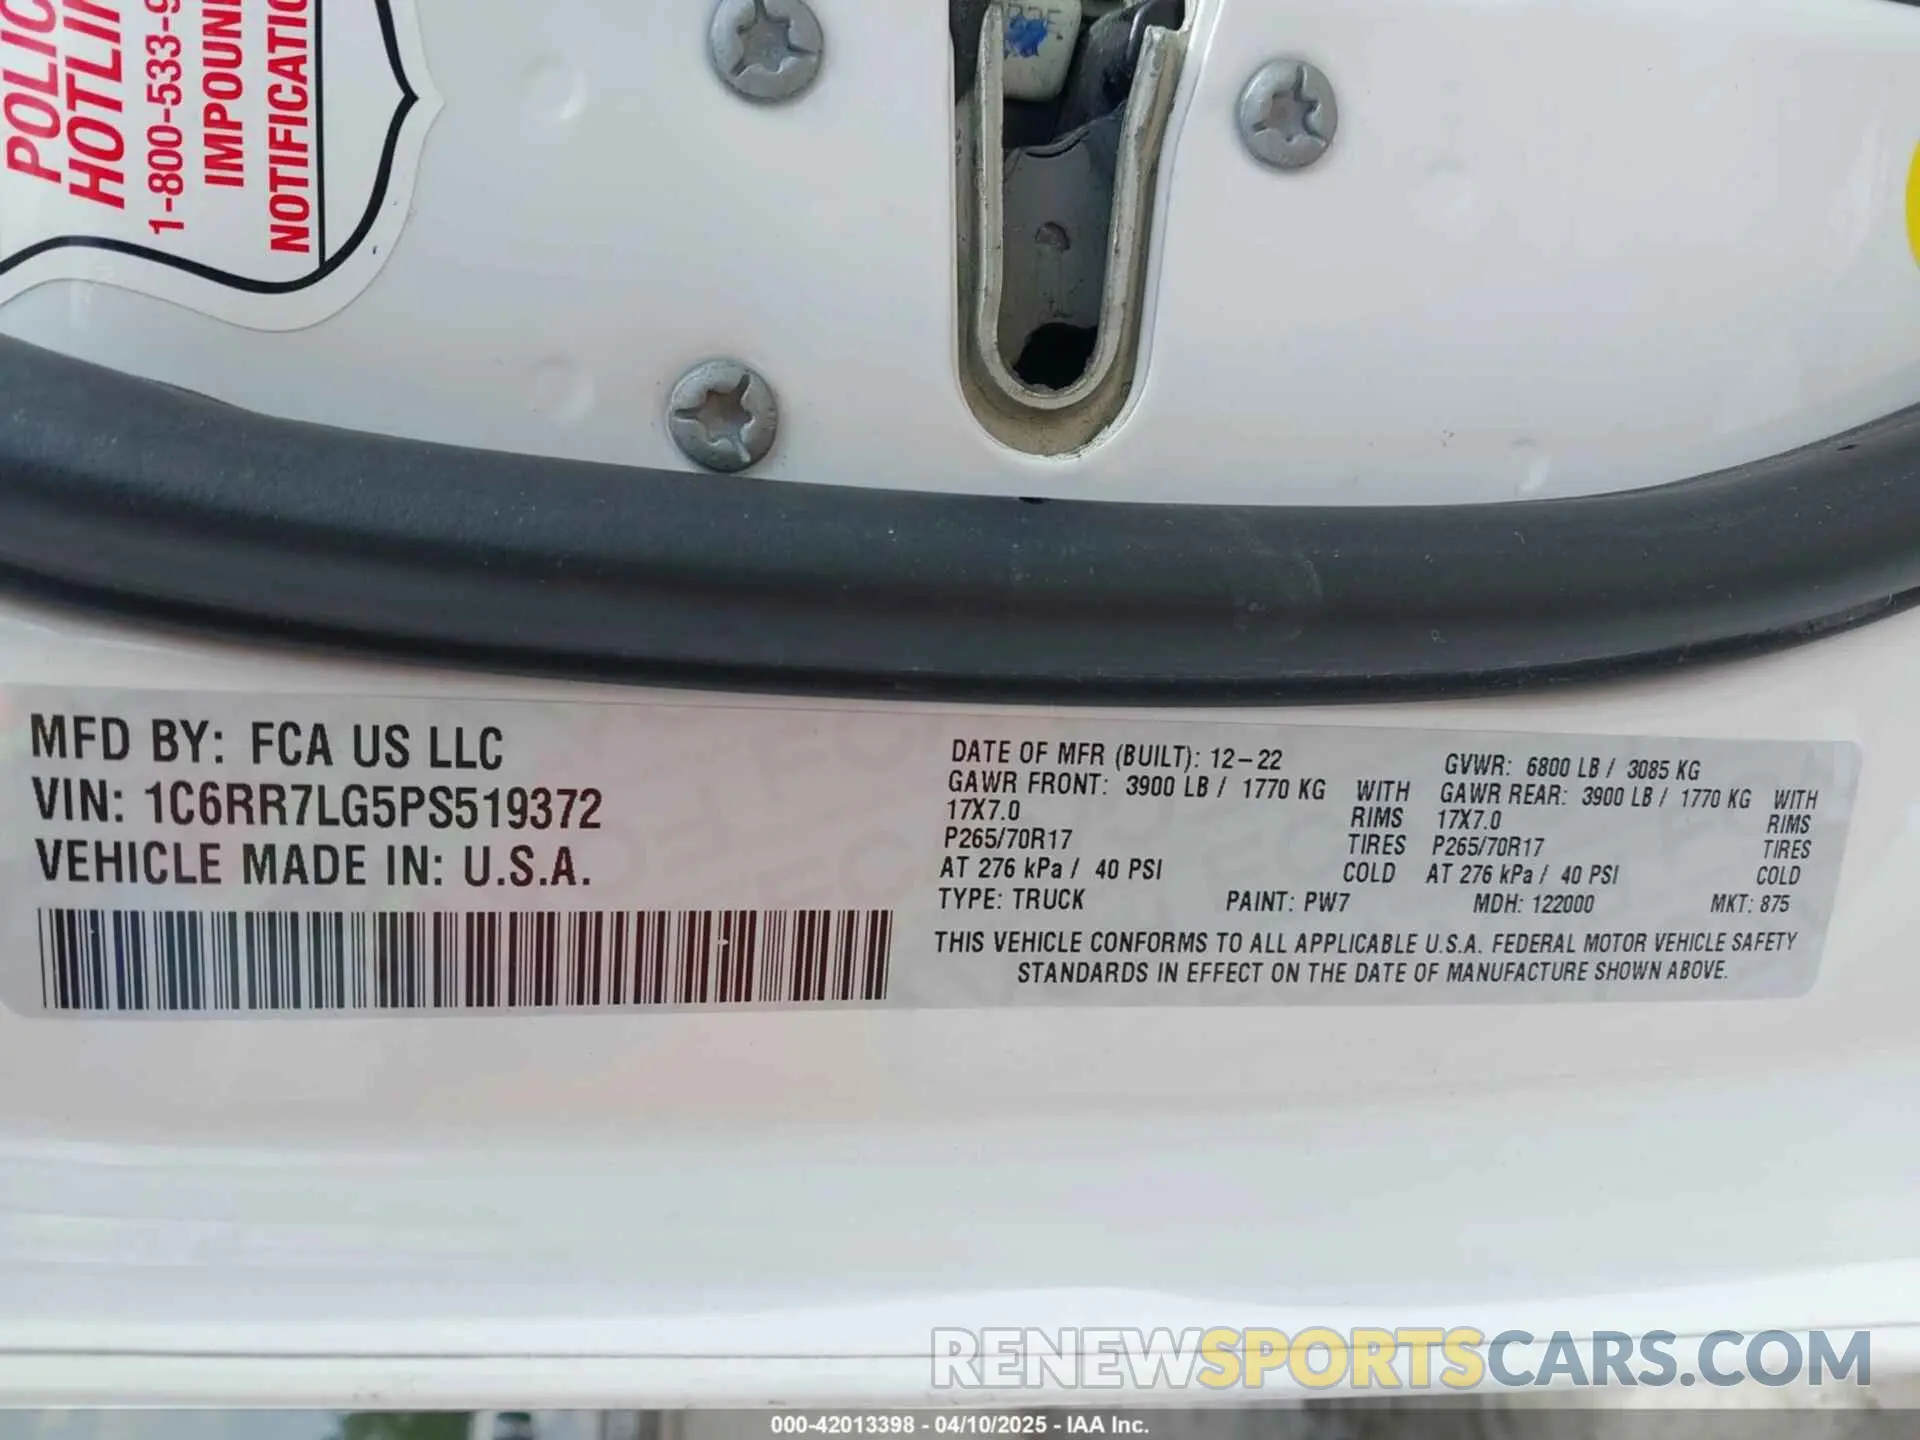 POLIC
HOTLIN
1-800-533-9
IMPOUN
NOTIFICATIO
MFD BY: FCA US LLC
VIN: 1C6RR7LG5PS519372
VEHICLE MADE IN: U.S.A.
DATE OF MFR (BUILT): 12-22 GVWR: 6800 LB / 3085 KG
GAWR FRONT: 3900 LB / 1770 KG WITH GAWR REAR: 3900 LB / 1770 KG WITH
17X7.0 RIMS 17X7.0 RIMS
P265/70R17 TIRES P265/70R17 TIRES
AT 276 kPa / 40 PSI COLD AT 276 kPa / 40 PSI COLD
TYPE: TRUCK PAINT: PW7 MDH: 122000 MKT: 875
THIS VEHICLE CONFORMS TO ALL APPLICABLE U.S.A. FEDERAL MOTOR VEHICLE SAFETY
STANDARDS IN EFFECT ON THE DATE OF MANUFACTURE SHOWN ABOVE.
RENEWSPORTSCARS.COM
000-42013398 - 04/10/2025 - IAA Inc.